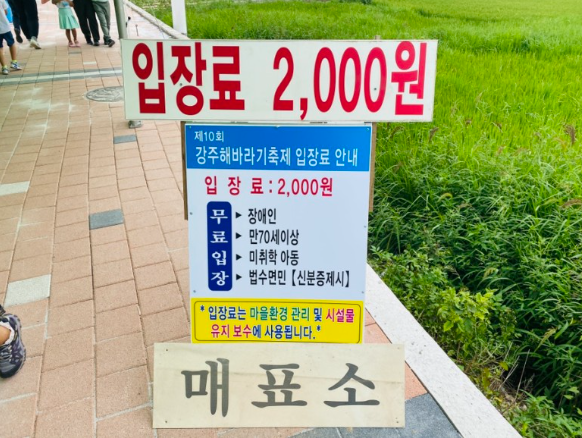 입장료 2,000원
제10회
강주해바라기축제 입장료 안내
입 장 료 : 2,000원
무료입장
▶ 장애인
▶ 만70세이상
▶ 미취학 아동
▶ 법수면민【신분증제시】
* 입장료는 마을환경 관리 및 시설물
유지 보수에 사용됩니다.*
매표소